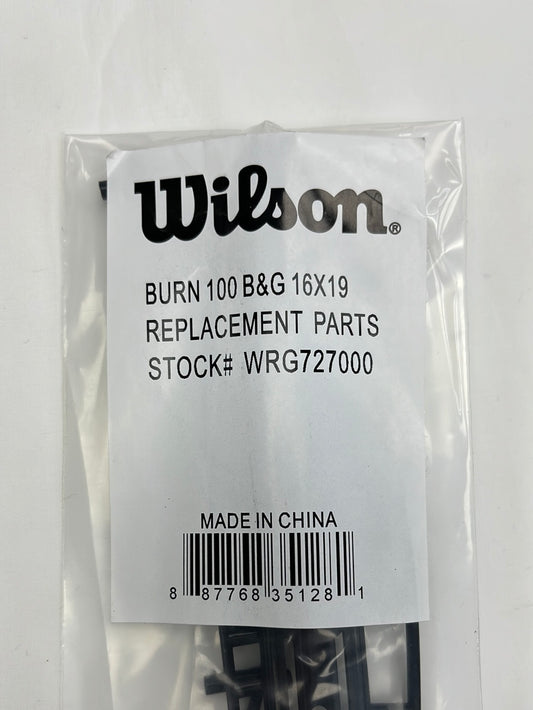 Wilson®
BURN 100 B&G 16X19
REPLACEMENT PARTS
STOCK# WRG727000
MADE IN CHINA
8 87768 35128 1